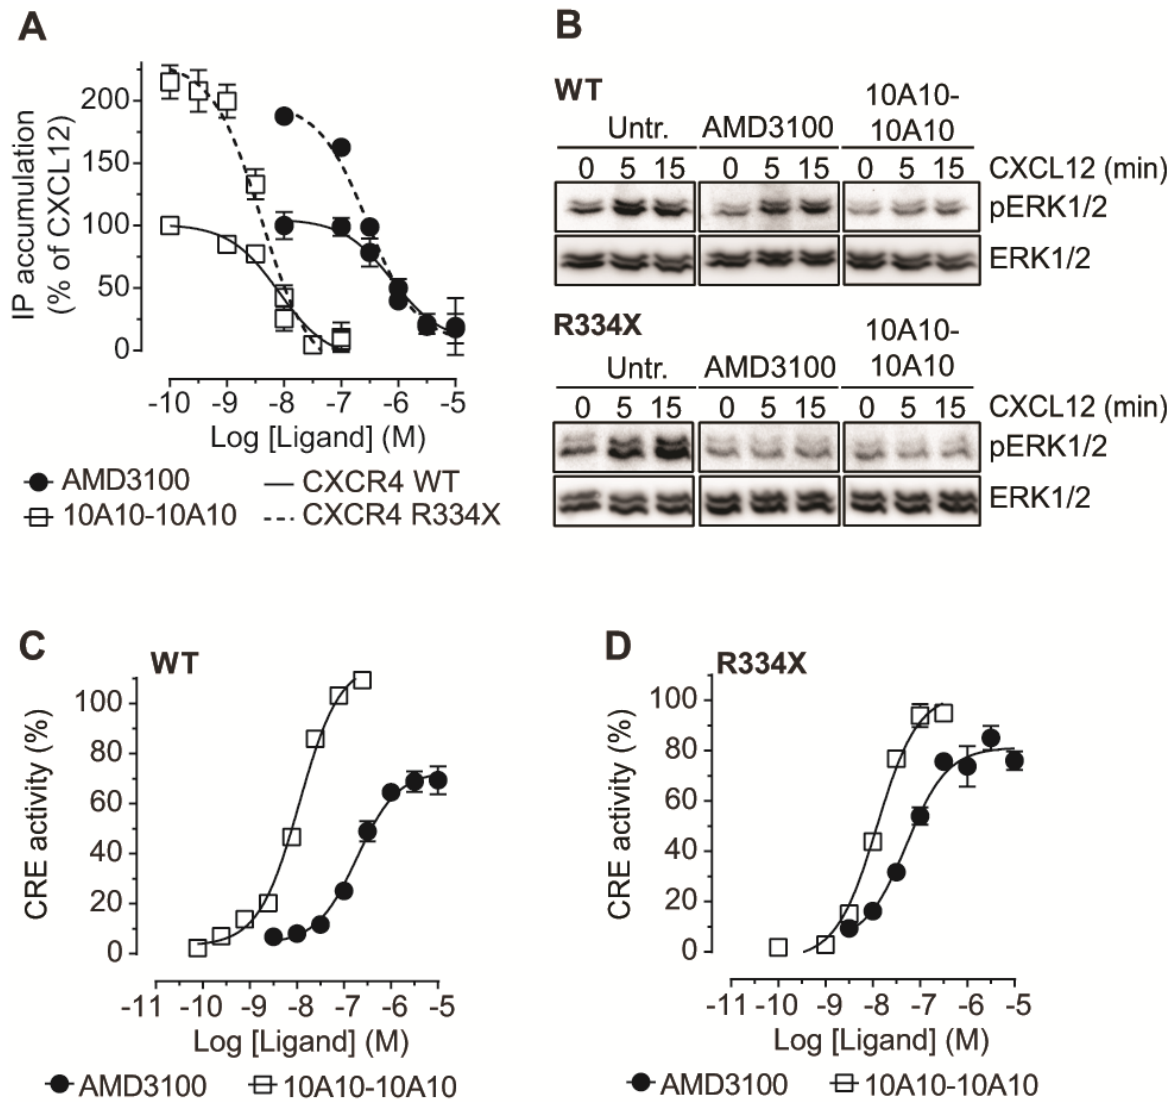 A
IP accumulation
(% of CXCL12)
200
150
100
50
0
-10 -9 -8 -7 -6 -5
Log [Ligand] (M)
AMD3100 CXCR4 WT
10A10-10A10 CXCR4 R334X
B
WT
Untr. AMD3100 10A10-
10A10
0 5 15 0 5 15 0 5 15 CXCL12 (min)
pERK1/2
ERK1/2
R334X
Untr. AMD3100 10A10-
10A10
0 5 15 0 5 15 0 5 15 CXCL12 (min)
pERK1/2
ERK1/2
C
WT
CRE activity (%)
100
80
60
40
20
0
-11 -10 -9 -8 -7 -6 -5
Log [Ligand] (M)
AMD3100 10A10-10A10
D
R334X
CRE activity (%)
100
80
60
40
20
0
-11 -10 -9 -8 -7 -6 -5
Log [Ligand] (M)
AMD3100 10A10-10A10